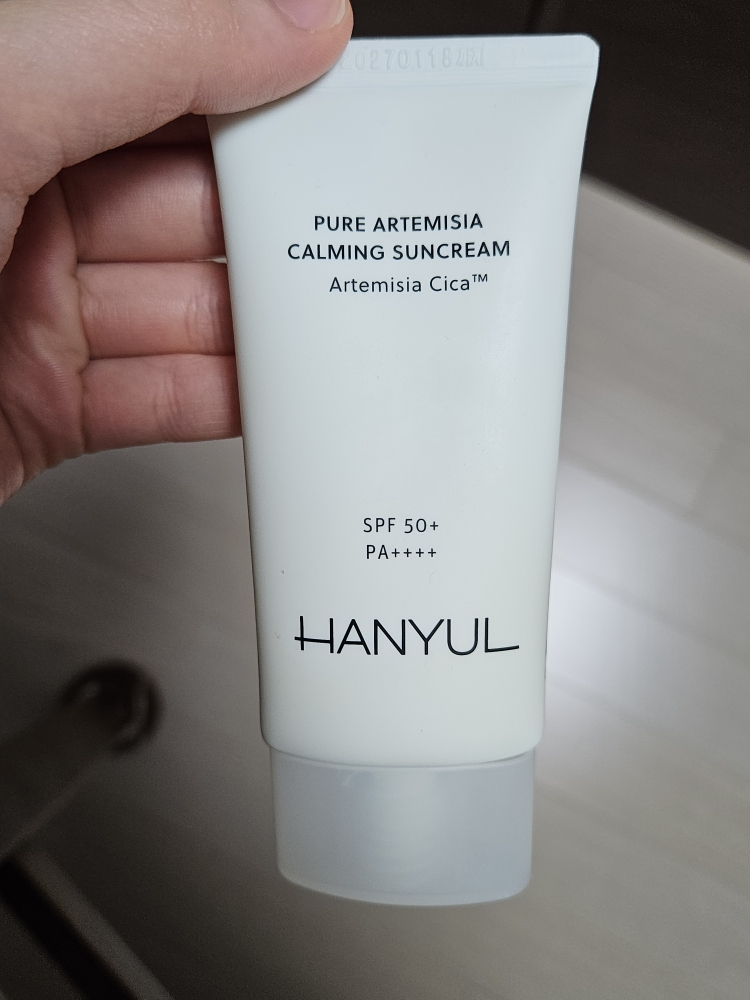 PURE ARTEMISIA
CALMING SUNCREAM
Artemisia Cica™
SPF 50+
PA++++
HANYUL